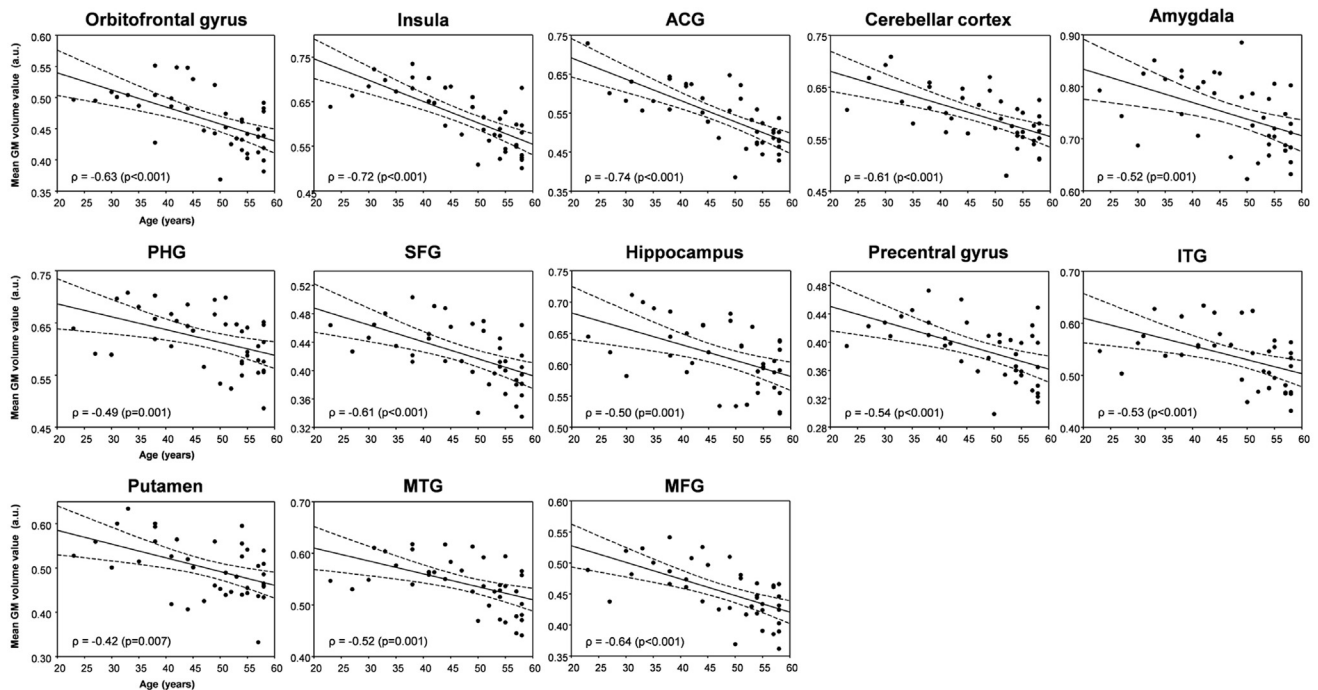 Orbitofrontal gyrus Insula ACG Cerebellar cortex Amygdala
Mean GM volume value (a.u.)
0.60 0.75 0.75 0.75 0.90
0.55
0.50 0.65 0.65 0.80
0.45 0.55 0.65 0.55 0.70
0.40 0.45
0.35 0.45 0.35 0.45 0.60
ρ = -0.63 (p<0.001) ρ = -0.72 (p<0.001) ρ = -0.74 (p<0.001) ρ = -0.61 (p<0.001) ρ = -0.52 (p=0.001)
20 25 30 35 40 45 50 55 60 20 25 30 35 40 45 50 55 60 20 25 30 35 40 45 50 55 60 20 25 30 35 40 45 50 55 60 20 25 30 35 40 45 50 55 60
Age (years)
PHG SFG Hippocampus Precentral gyrus ITG
Mean GM volume value (a.u.)
0.75 0.52 0.75 0.48 0.70
0.65 0.48 0.70 0.44 0.60
0.55 0.44 0.65 0.40 0.50
0.40 0.60 0.36
0.36 0.55 0.32
0.45 0.32 0.50 0.28 0.40
ρ = -0.49 (p=0.001) ρ = -0.61 (p<0.001) ρ = -0.50 (p=0.001) ρ = -0.54 (p<0.001) ρ = -0.53 (p<0.001)
20 25 30 35 40 45 50 55 60 20 25 30 35 40 45 50 55 60 20 25 30 35 40 45 50 55 60 20 25 30 35 40 45 50 55 60 20 25 30 35 40 45 50 55 60
Putamen MTG MFG
Mean GM volume value (a.u.)
0.60 0.70 0.60
0.50 0.60 0.55
0.40 0.50 0.50
0.45
0.40
0.30 0.40 0.35
ρ = -0.42 (p=0.007) ρ = -0.52 (p=0.001) ρ = -0.64 (p<0.001)
20 25 30 35 40 45 50 55 60 20 25 30 35 40 45 50 55 60 20 25 30 35 40 45 50 55 60
Age (years)